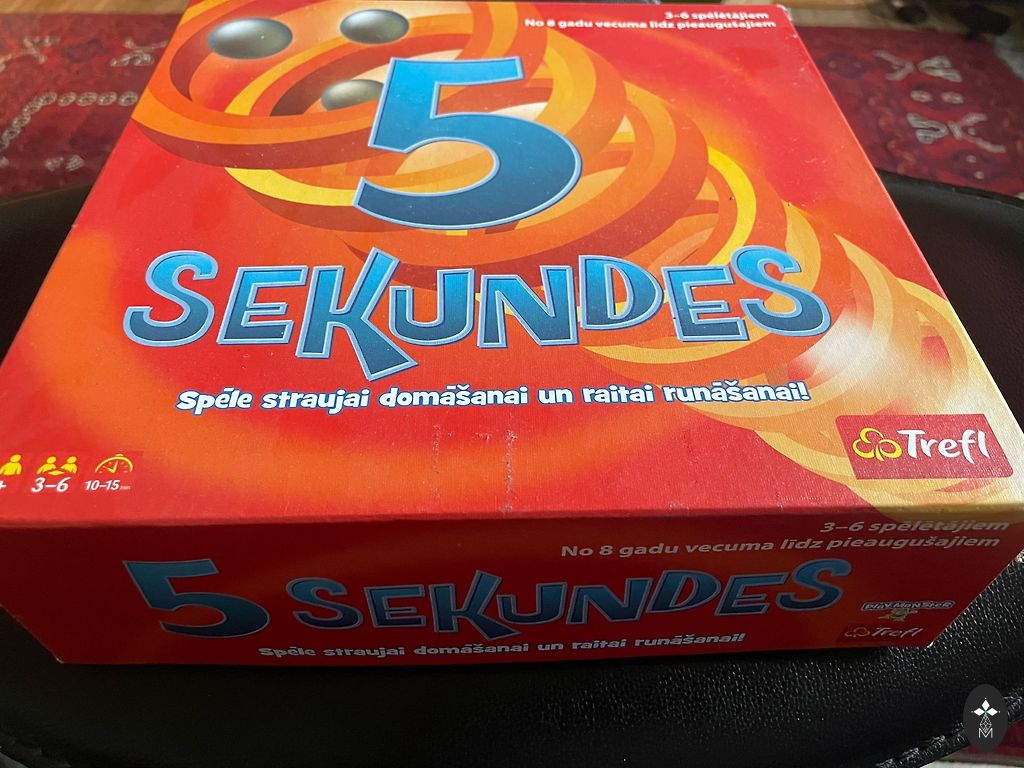 3–6 spēlētājiem
No 8 gadu vecuma līdz pieaugušajiem
5
SEKUNDES
Spēle straujai domāšanai un raitai runāšanai!
Trefl
+ 3–6 10–15 min
3–6 spēlētājiem
No 8 gadu vecuma līdz pieaugušajiem
5 SEKUNDES
PLAYMONSTER
Spēle straujai domāšanai un raitai runāšanai!
Trefl
M